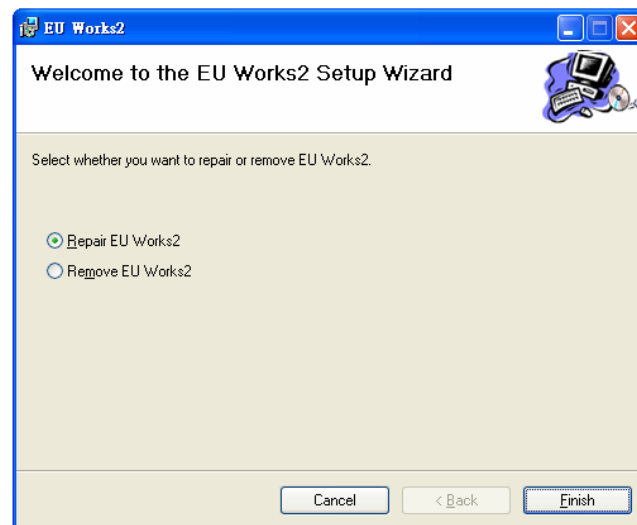 EU Works2
Welcome to the EU Works2 Setup Wizard
Select whether you want to repair or remove EU Works2.
Repair EU Works2
Remove EU Works2
Cancel
< Back
Finish